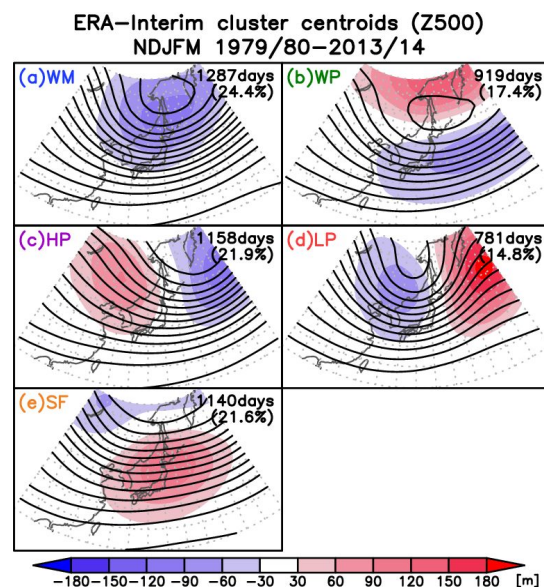 ERA-Interim cluster centroids (Z500)
NDJFM 1979/80-2013/14
(a)WM 1287days
(24.4%)
(b)WP 919days
(17.4%)
(c)HP 1158days
(21.9%)
(d)LP 781days
(14.8%)
(e)SF 1140days
(21.6%)
-180 -150 -120 -90 -60 -30 30 60 90 120 150 180 [m]